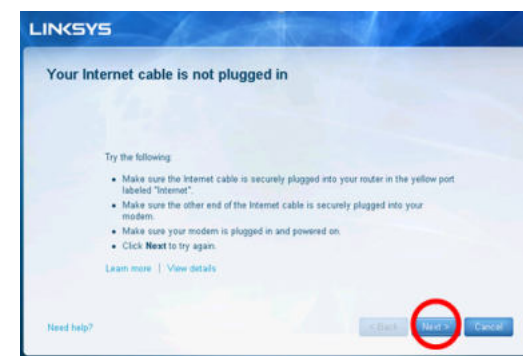 LINKSYS
Your Internet cable is not plugged in
Try the following:
• Make sure the Internet cable is securely plugged into your router in the yellow port
labeled "Internet".
• Make sure the other end of the Internet cable is securely plugged into your
modem.
• Make sure your modem is plugged in and powered on.
• Click Next to try again.
Learn more | View details
Need help? < Back Next > Cancel